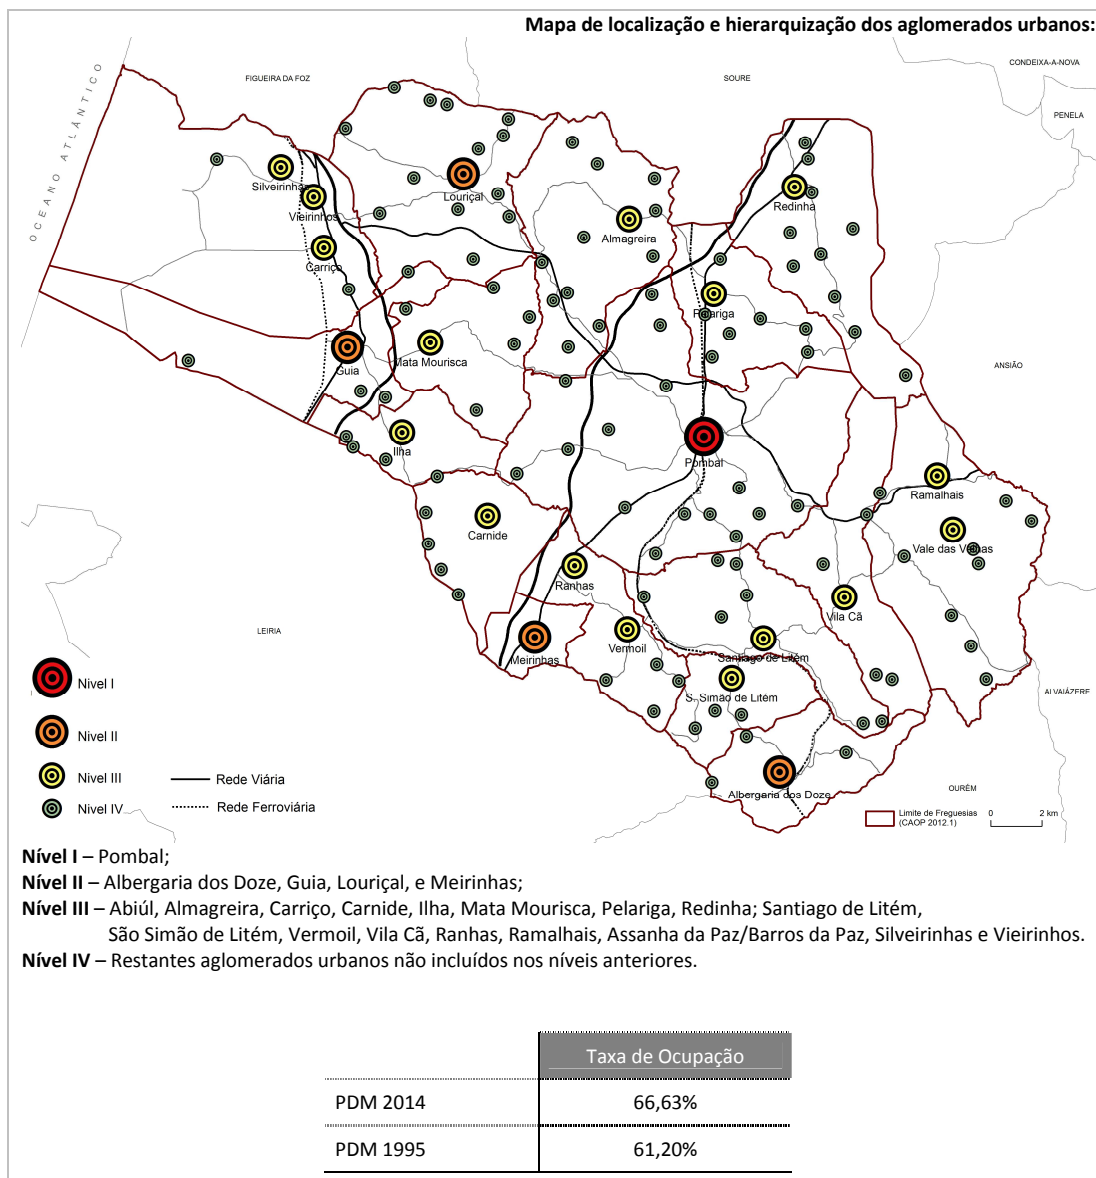 Mapa de localização e hierarquização dos aglomerados urbanos:
CONDEIXA-A-NOVA
FIGUEIRA DA FOZ
SOURE
PENELA
OCEANO ATLÂNTICO
Silveirinhas
Louriçal
Redinha
Vieirinhos
Almagreira
Carriço
Pelariga
Mata Mourisca
Guia
ANSIÃO
Ilha
Pombal
Ramalhais
Carnide
Vale das Velhas
Ranhas
Vila Cã
LEIRIA
Vermoil
Meirinhas
Santiago de Litém
S. Simão de Litém
ALVAIÁZERE
Albergaria dos Doze
OURÉM
Nivel I
Nivel II
Nivel III
Nivel IV
Rede Viária
Rede Ferroviária
Limite de Freguesias
(CAOP 2012.1)
0 2 km
Nível I – Pombal;
Nível II – Albergaria dos Doze, Guia, Louriçal, e Meirinhas;
Nível III – Abiúl, Almagreira, Carriço, Carnide, Ilha, Mata Mourisca, Pelariga, Redinha; Santiago de Litém,
São Simão de Litém, Vermoil, Vila Cã, Ranhas, Ramalhais, Assanha da Paz/Barros da Paz, Silveirinhas e Vieirinhos.
Nível IV – Restantes aglomerados urbanos não incluídos nos níveis anteriores.
Taxa de Ocupação
PDM 2014 66,63%
PDM 1995 61,20%